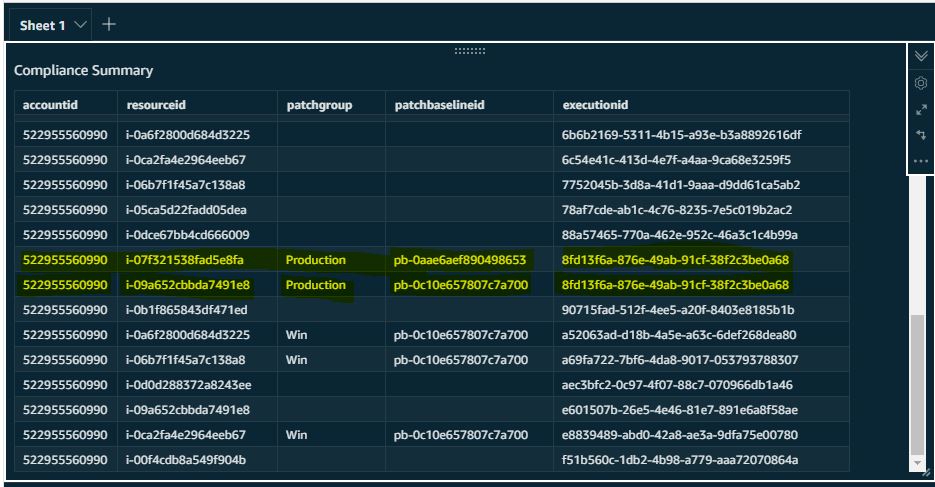 Sheet 1
Compliance Summary
accountid resourceid patchgroup patchbaselineid executionid
522955560990 i-0a6f2800d684d3225 6b6b2169-5311-4b15-a93e-b3a8892616df
522955560990 i-0ca2fa4e2964eeb67 6c54e41c-413d-4e7f-a4aa-9ca68e3259f5
522955560990 i-06b7f1f45a7c138a8 7752045b-3d8a-41d1-9aaa-d9dd61ca5ab2
522955560990 i-05ca5d22fadd05dea 78af7cde-ab1c-4c76-8235-7e5c019b2ac2
522955560990 i-0dce67bb4cd666009 88a57465-770a-462e-952c-46a3c1c4b99a
522955560990 i-07f321538fad5e8fa Production pb-0aae6aef890498653 8fd13f6a-876e-49ab-91cf-38f2c3be0a68
522955560990 i-09a652cbbda7491e8 Production pb-0c10e657807c7a700 8fd13f6a-876e-49ab-91cf-38f2c3be0a68
522955560990 i-0b1f865843df471ed 90715fad-512f-4ee5-a20f-8403e8185b1b
522955560990 i-0a6f2800d684d3225 Win pb-0c10e657807c7a700 a52063ad-d18b-4a5e-a63c-6def268dea80
522955560990 i-06b7f1f45a7c138a8 Win pb-0c10e657807c7a700 a69fa722-7bf6-4da8-9017-053793788307
522955560990 i-0d0d288372a8243ee aec3bfc2-0c97-4f07-88c7-070966db1a46
522955560990 i-09a652cbbda7491e8 e601507b-26e5-4e46-81e7-891e6a8f58ae
522955560990 i-0ca2fa4e2964eeb67 Win pb-0c10e657807c7a700 e8839489-abd0-42a8-ae3a-9dfa75e00780
522955560990 i-00f4cdb8a549f904b f51b560c-1db2-4b98-a779-aaa72070864a